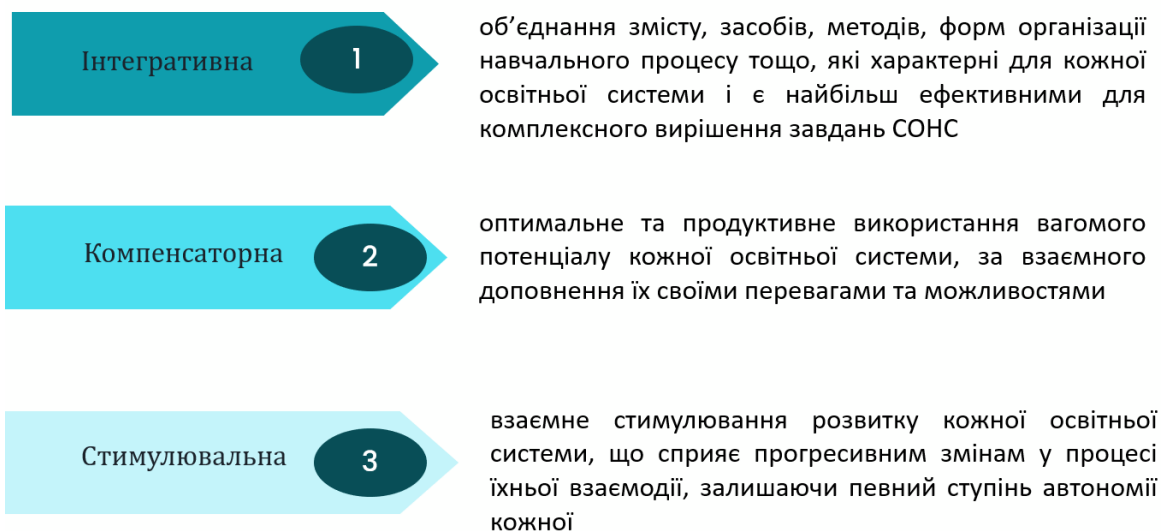 Інтегративна
1
об’єднання змісту, засобів, методів, форм організації
навчального процесу тощо, які характерні для кожної
освітньої системи і є найбільш ефективними для
комплексного вирішення завдань СОНС
Компенсаторна
2
оптимальне та продуктивне використання вагомого
потенціалу кожної освітньої системи, за взаємного
доповнення їх своїми перевагами та можливостями
Стимулювальна
3
взаємне стимулювання розвитку кожної освітньої
системи, що сприяє прогресивним змінам у процесі
їхньої взаємодії, залишаючи певний ступінь автономії
кожної